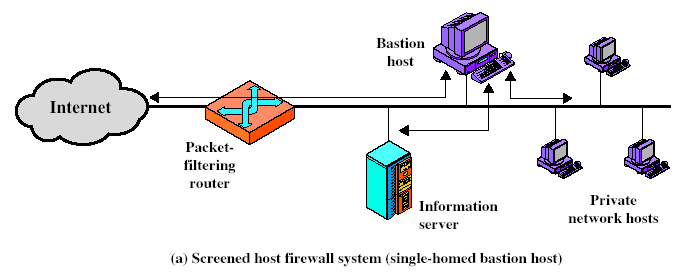 Bastion
host
Internet
Packet-
filtering
router
Information
server
Private
network hosts
(a) Screened host firewall system (single-homed bastion host)